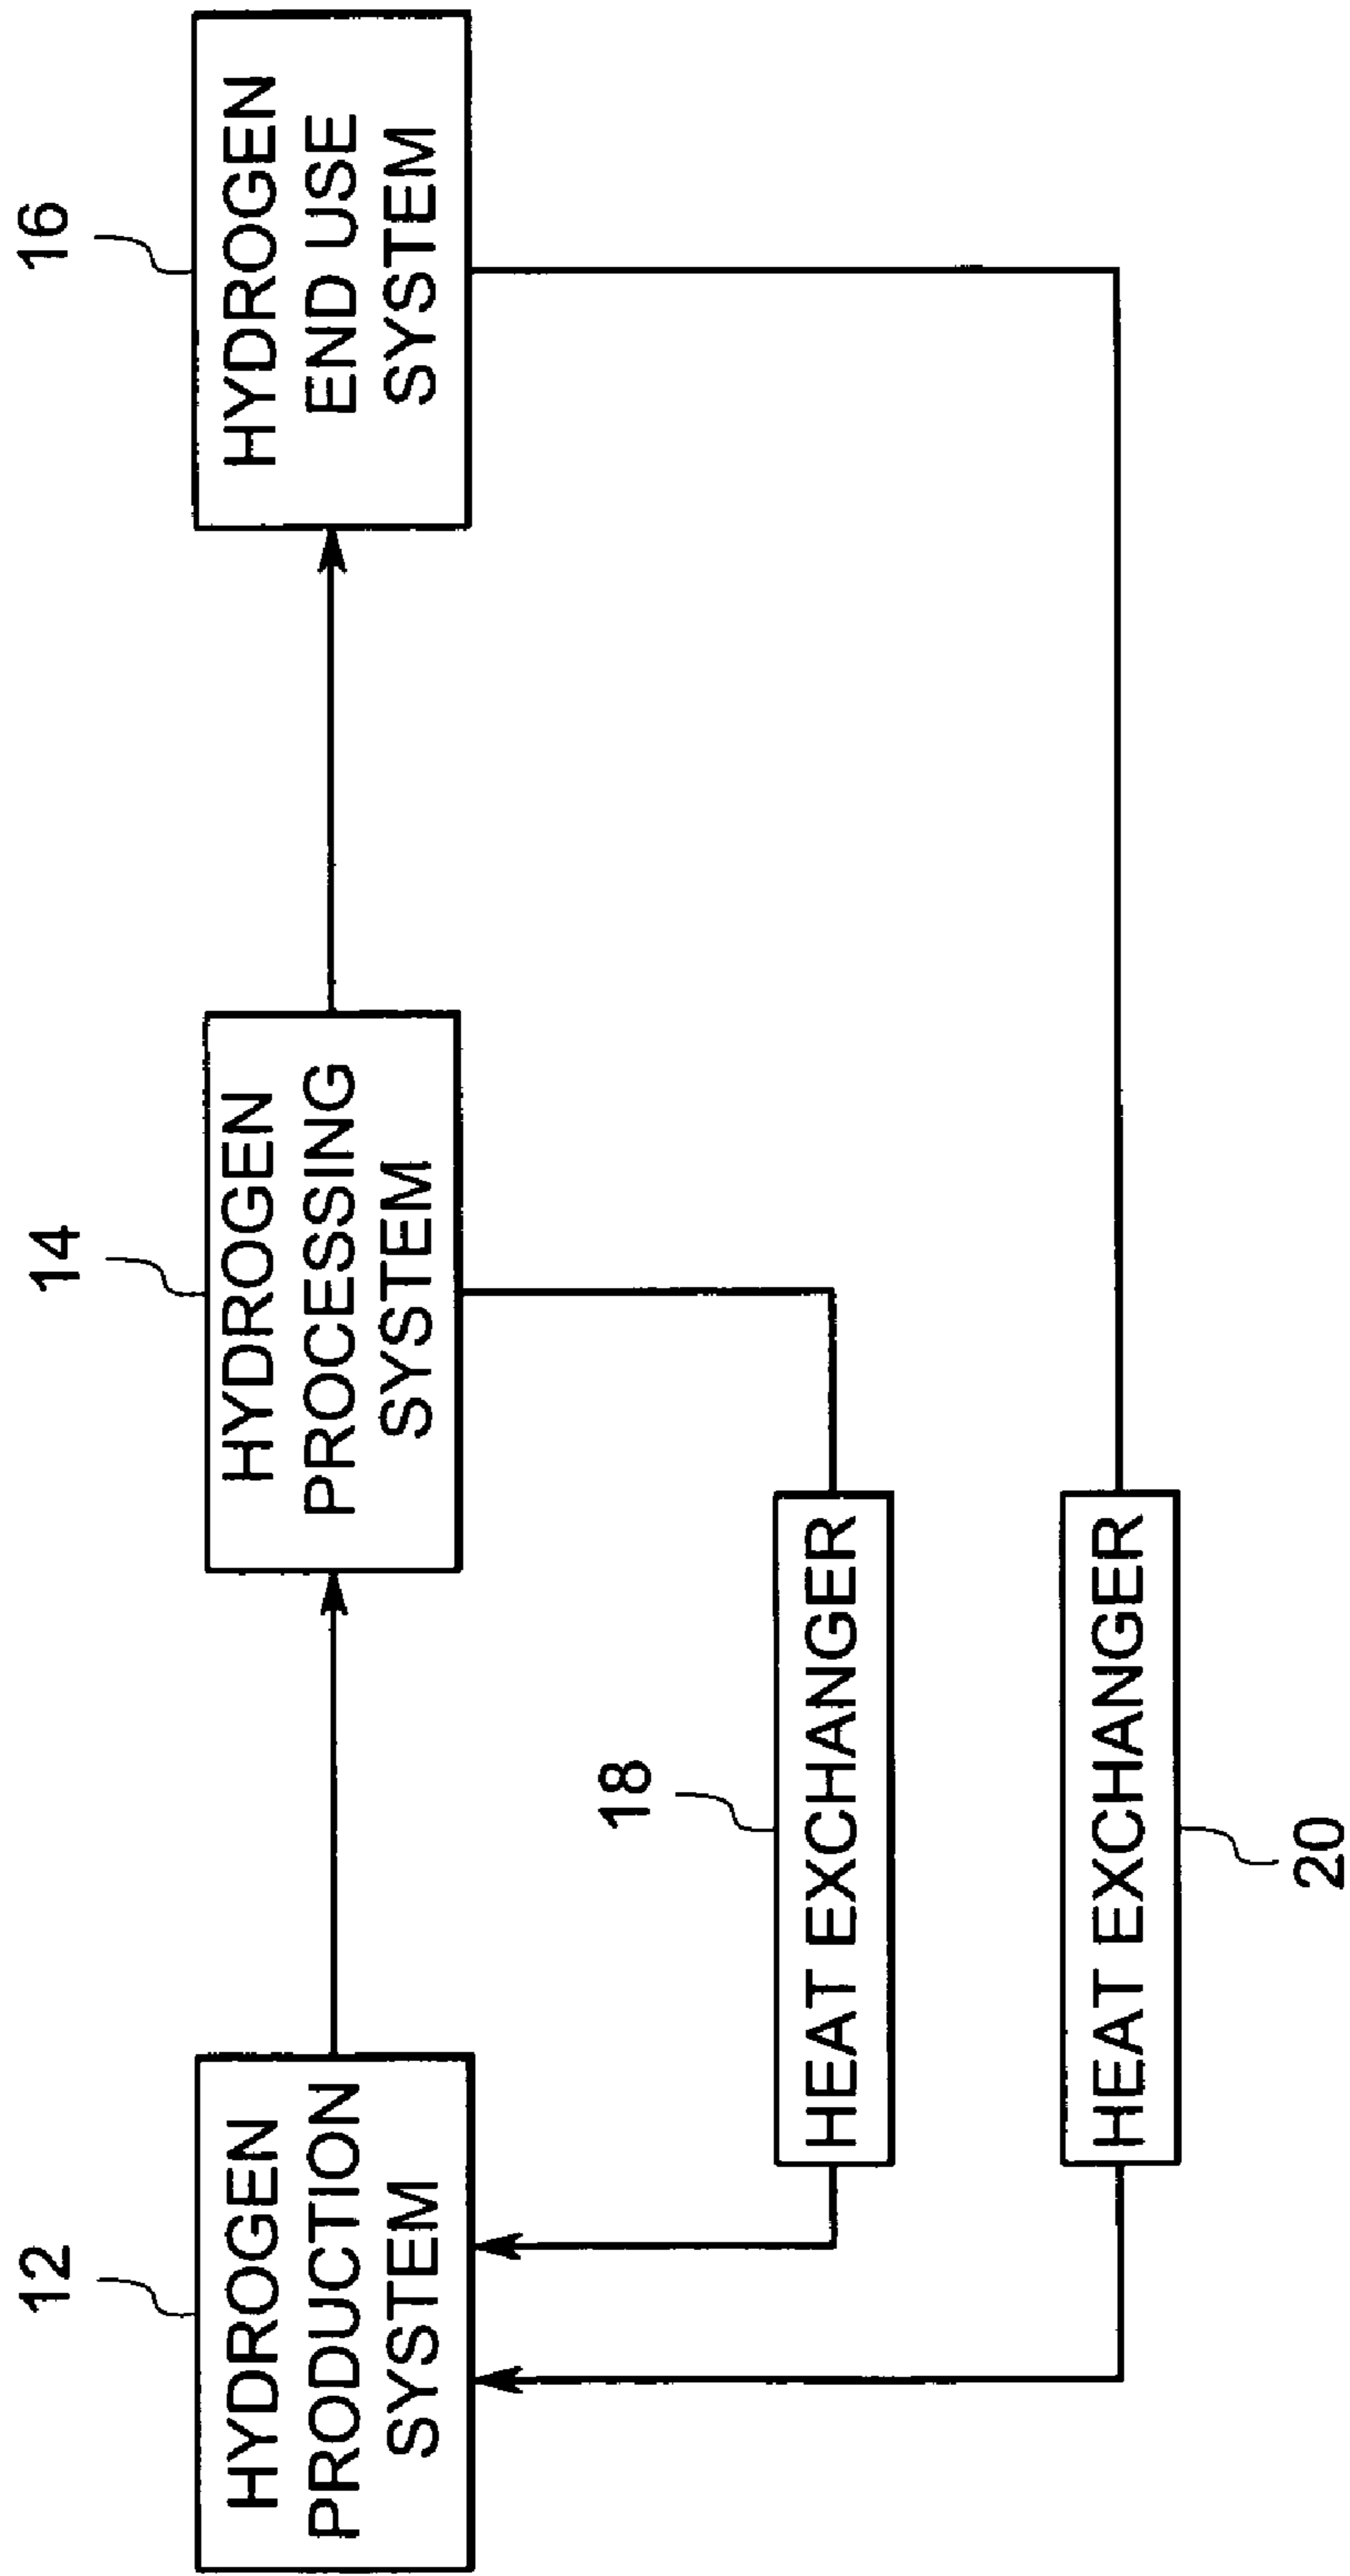 12
HYDROGEN
PRODUCTION
SYSTEM
14
HYDROGEN
PROCESSING
SYSTEM
16
HYDROGEN
END USE
SYSTEM
18
HEAT EXCHANGER
HEAT EXCHANGER
20